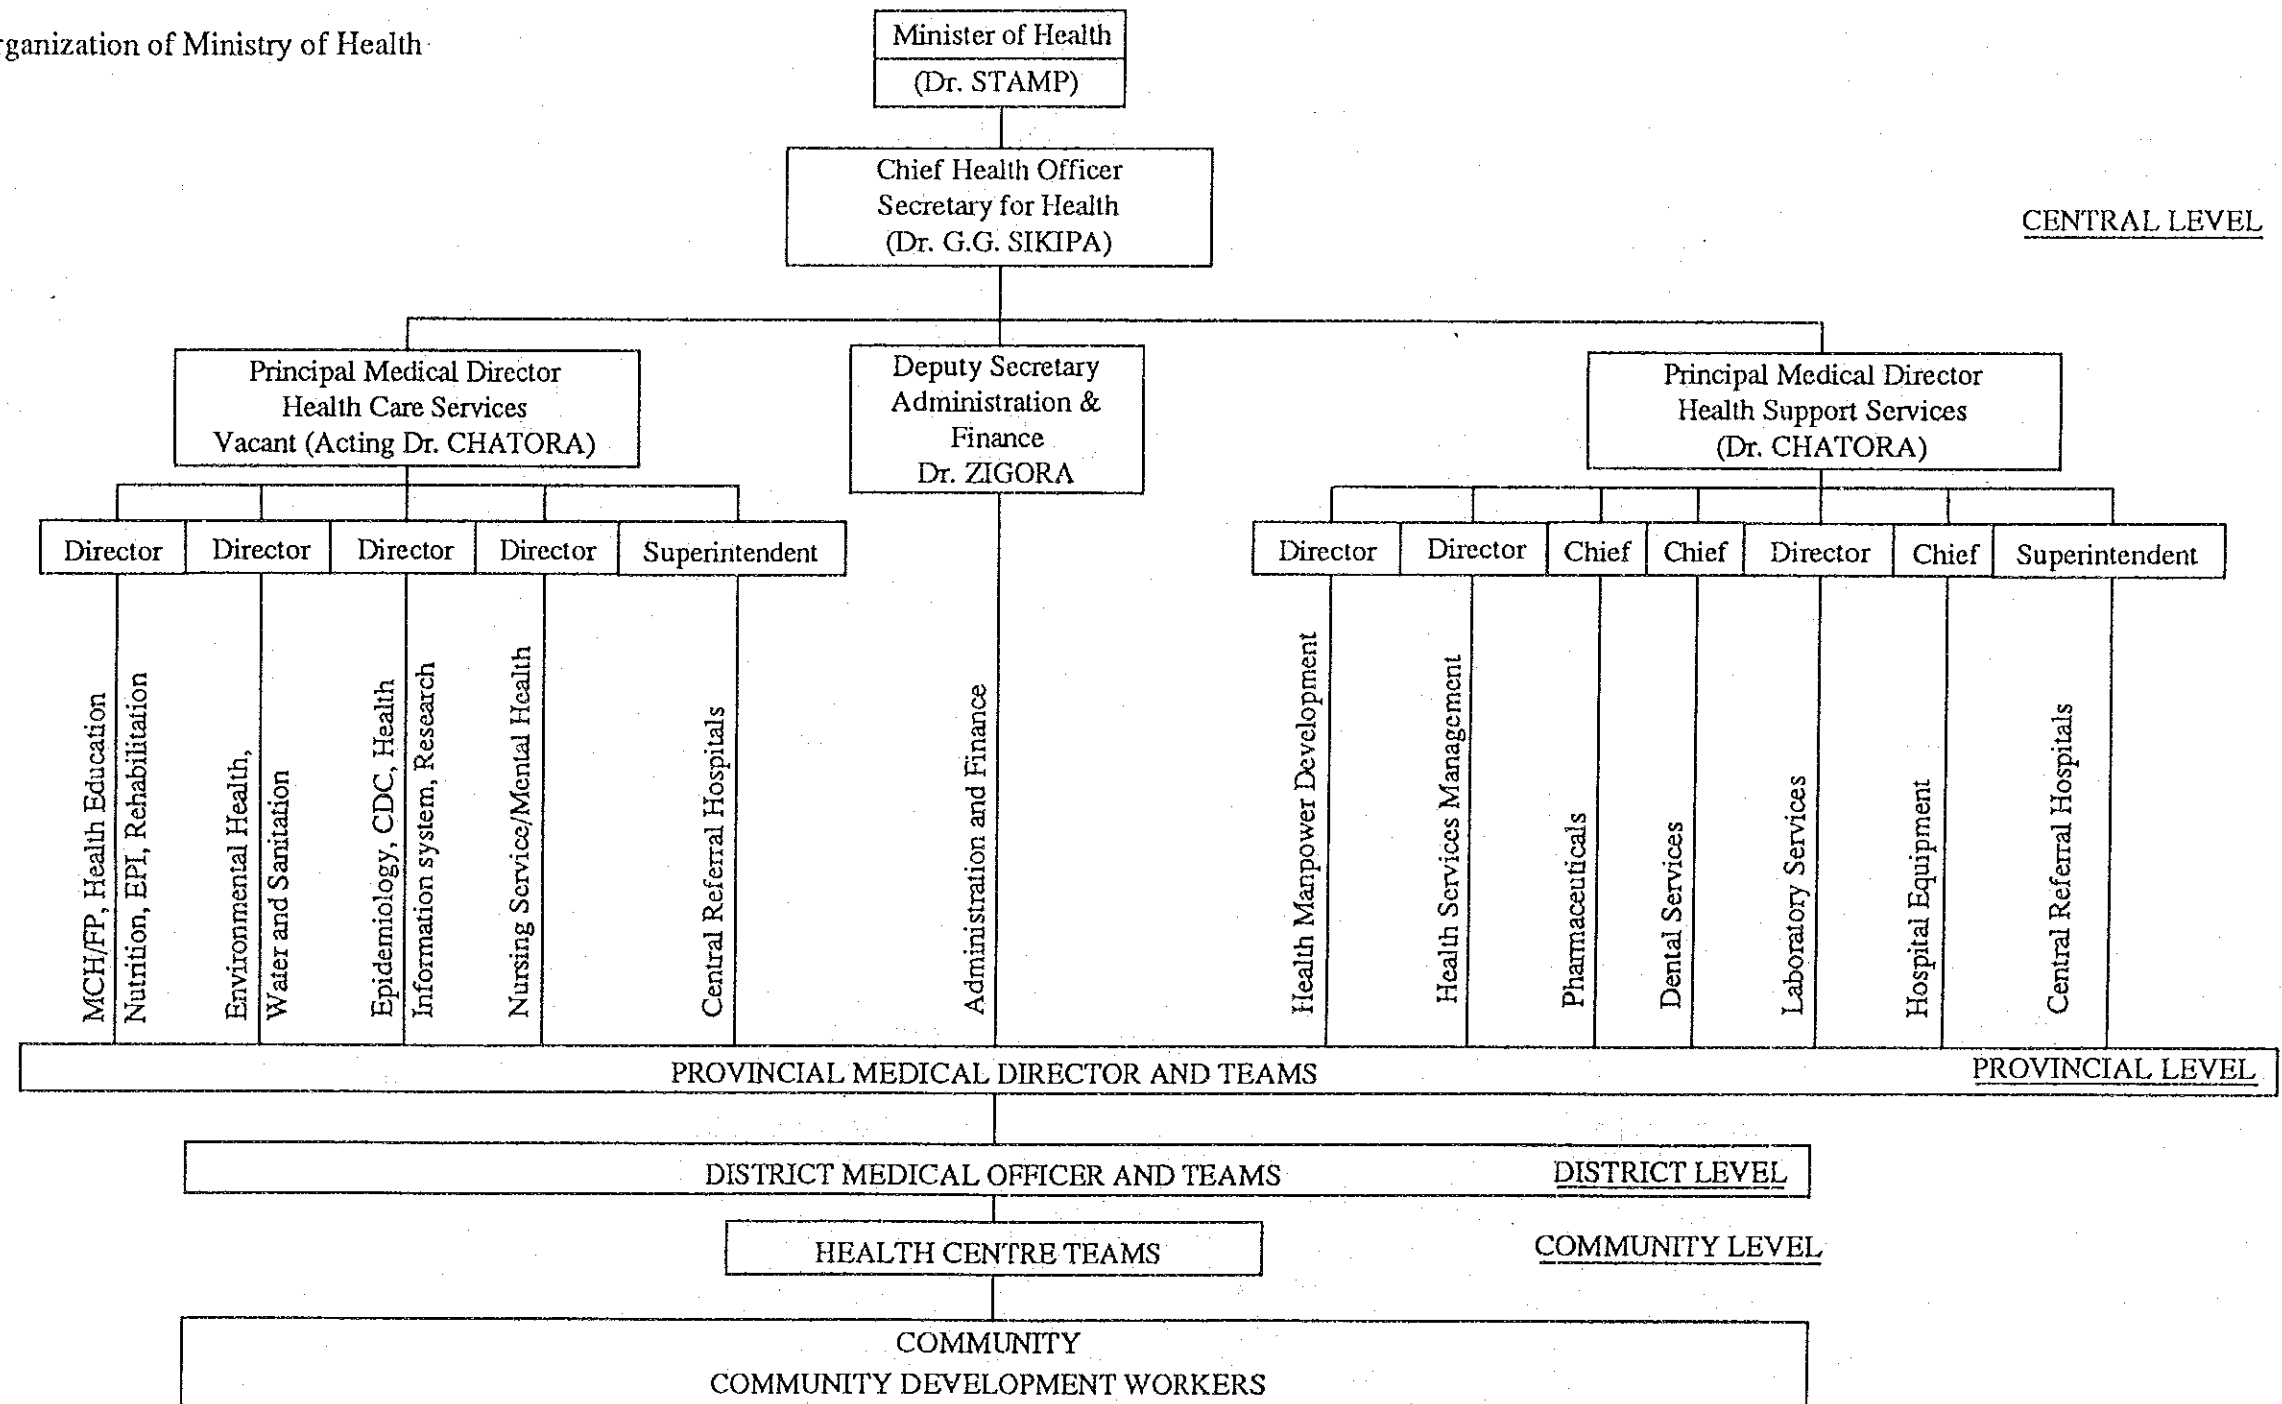 rganization of Ministry of Health
Minister of Health
(Dr. STAMP)
Chief Health Officer
Secretary for Health
(Dr. G.G. SIKIPA)
CENTRAL LEVEL
Principal Medical Director
Health Care Services
Vacant (Acting Dr. CHATORA)
Deputy Secretary
Administration &
Finance
Dr. ZIGORA
Principal Medical Director
Health Support Services
(Dr. CHATORA)
Director
Director
Director
Director
Superintendent
Director
Director
Chief
Chief
Director
Chief
Superintendent
MCH/FP, Health Education
Nutrition, EPI, Rehabilitation
Environmental Health,
Water and Sanitation
Epidemiology, CDC, Health
Information system, Research
Nursing Service/Mental Health
Central Referral Hospitals
Administration and Finance
Health Manpower Development
Health Services Management
Pharmaceuticals
Dental Services
Laboratory Services
Hospital Equipment
Central Referral Hospitals
PROVINCIAL MEDICAL DIRECTOR AND TEAMS
PROVINCIAL LEVEL
DISTRICT MEDICAL OFFICER AND TEAMS
DISTRICT LEVEL
HEALTH CENTRE TEAMS
COMMUNITY LEVEL
COMMUNITY
COMMUNITY DEVELOPMENT WORKERS